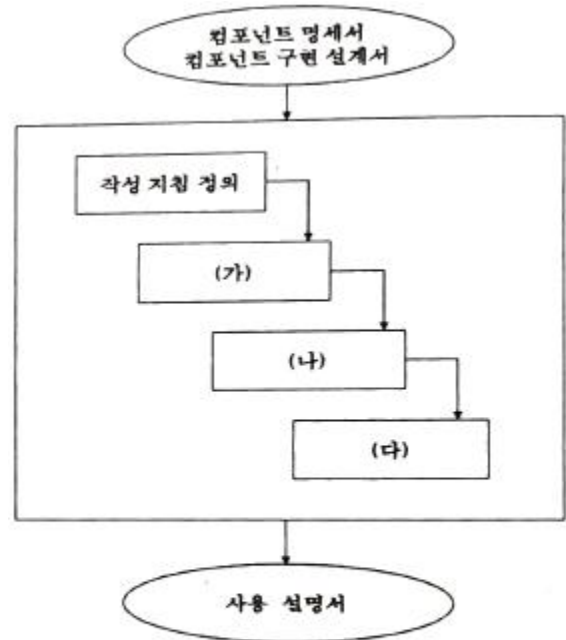 컴포넌트 명세서
컴포넌트 구현 설계서
작성 지침 정의
(가)
(나)
(다)
사용 설명서